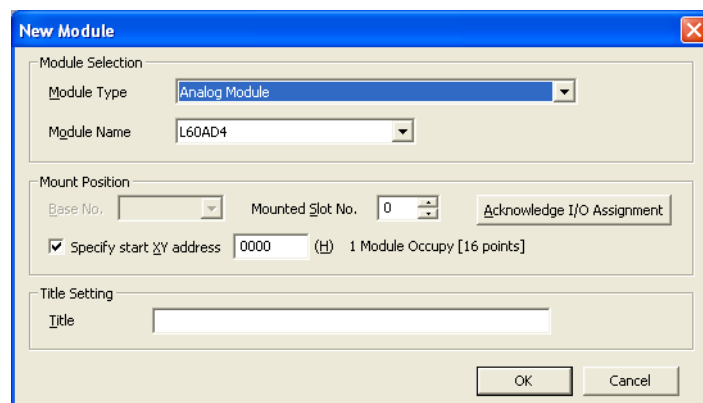 New Module
Module Selection
Module Type Analog Module
Module Name L60AD4
Mount Position
Base No. Mounted Slot No. 0 Acknowledge I/O Assignment
Specify start XY address 0000 (H) 1 Module Occupy [16 points]
Title Setting
Title
OK Cancel